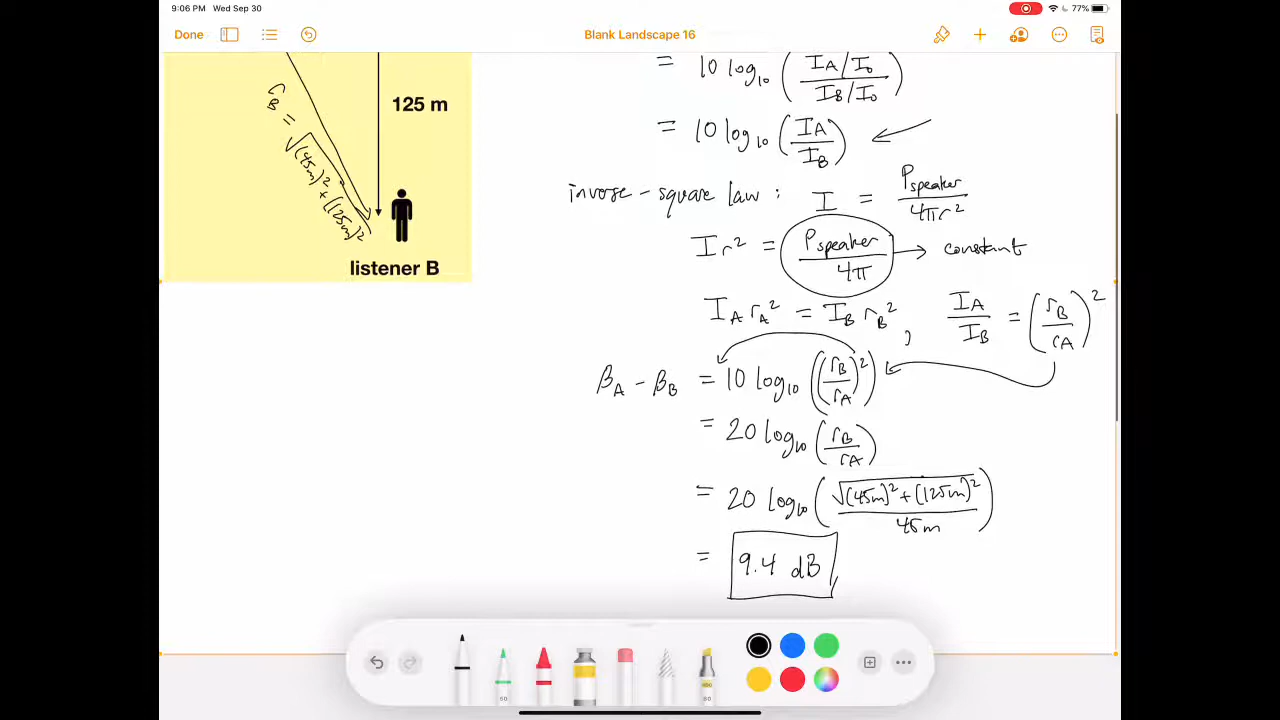 9:06 PM Wed Sep 30
77%
Done
Blank Landscape 16
125 m
r_B = √((45m)² + (125m)²)
listener B
= 10 log₁₀ ((I_A/I₀)/(I_B/I₀))
= 10 log₁₀ (I_A/I_B)
inverse-square law: I = P_speaker/4πr²
Ir² = P_speaker/4π → constant
I_A r_A² = I_B r_B² , I_A/I_B = (r_B/r_A)²
β_A - β_B = 10 log₁₀ ((r_B/r_A)²)
= 20 log₁₀ (r_B/r_A)
= 20 log₁₀ (√((45m)² + (125m)²)/45m)
= 9.4 dB